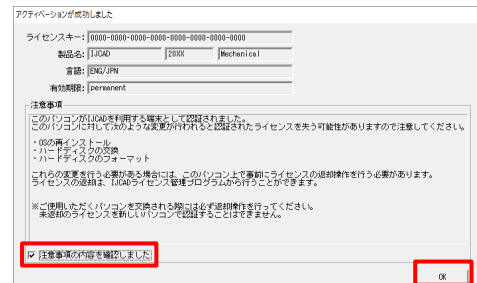 アクティベーションが成功しました
ライセンスキー: 0000-0000-0000-0000-0000-0000-0000-0000
製品名: IJCAD 20XX Mechanical
言語: ENG/JPN
有効期限: permanent
注意事項
このパソコンがIJCADを利用する端末として認証されました。
このパソコンに対して次のような変更が行われると認証されたライセンスを失う可能性がありますので注意してください。
・OSの再インストール
・ハードディスクの交換
・ハードディスクのフォーマット
これらの変更を行う必要がある場合には、このパソコン上で事前にライセンスの返却操作を行う必要があります。
ライセンスの返却は、IJCADライセンス管理プログラムから行うことができます。
※ご使用いただくパソコンを交換される際には必ず返却操作を行ってください。
未返却のライセンスを新しいパソコンで認証することはできません。
注意事項の内容を確認しました
OK